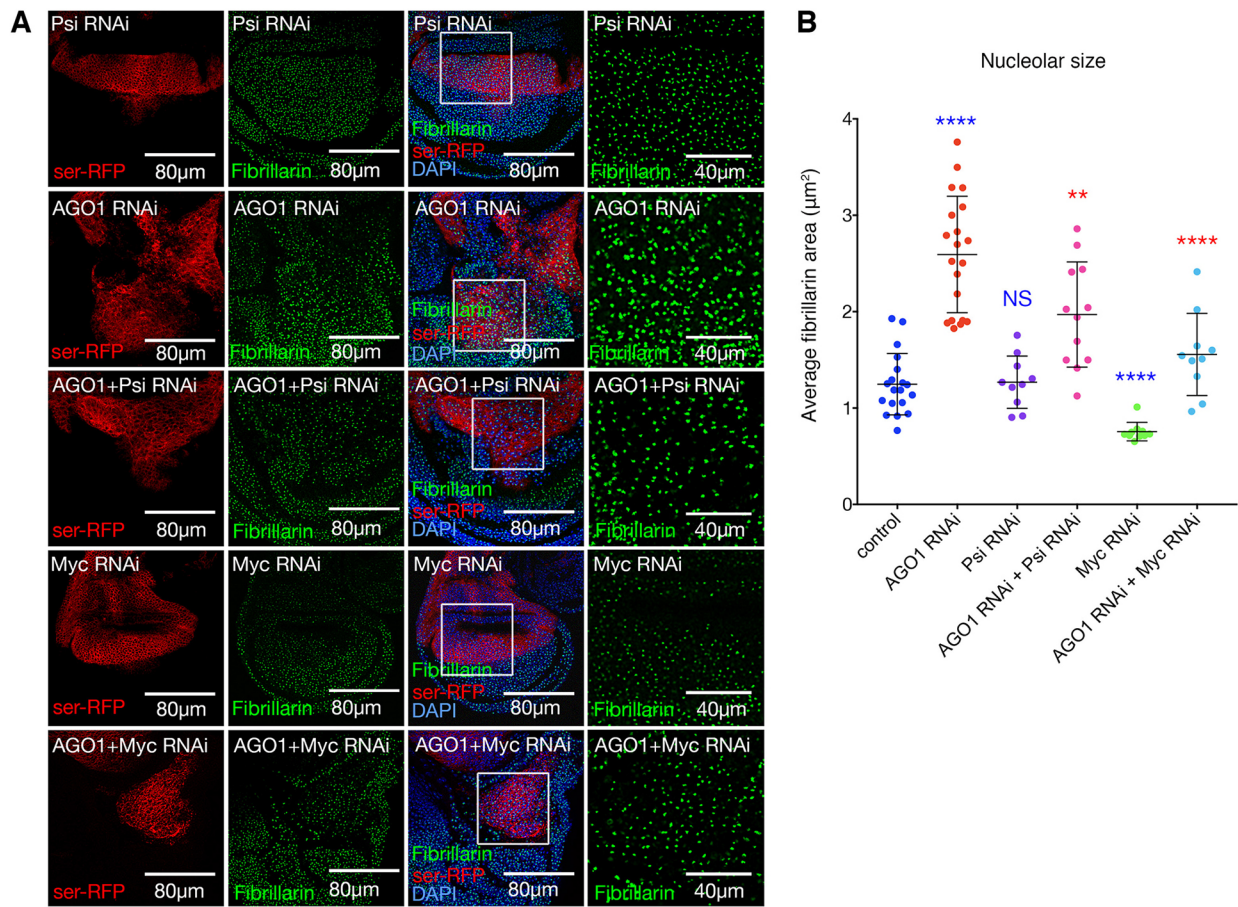 A
Psi RNAi
ser-RFP
80µm
Psi RNAi
Fibrillarin
80µm
Psi RNAi
Fibrillarin
ser-RFP
DAPI
80µm
Fibrillarin
40µm
AGO1 RNAi
ser-RFP
80µm
AGO1 RNAi
Fibrillarin
80µm
AGO1 RNAi
Fibrillarin
ser-RFP
DAPI
80µm
AGO1 RNAi
Fibrillarin
40µm
AGO1+Psi RNAi
ser-RFP
80µm
AGO1+Psi RNAi
Fibrillarin
80µm
AGO1+Psi RNAi
Fibrillarin
ser-RFP
DAPI
80µm
AGO1+Psi RNAi
Fibrillarin
40µm
Myc RNAi
ser-RFP
80µm
Myc RNAi
Fibrillarin
80µm
Myc RNAi
Fibrillarin
ser-RFP
DAPI
80µm
Myc RNAi
Fibrillarin
40µm
AGO1+Myc RNAi
ser-RFP
80µm
AGO1+Myc RNAi
Fibrillarin
80µm
AGO1+Myc RNAi
Fibrillarin
ser-RFP
DAPI
80µm
AGO1+Myc RNAi
Fibrillarin
40µm
B
Nucleolar size
Average fibrillarin area (µm²)
4
3
2
1
0
****
NS
**
****
****
control
AGO1 RNAi
Psi RNAi
AGO1 RNAi + Psi RNAi
Myc RNAi
AGO1 RNAi + Myc RNAi